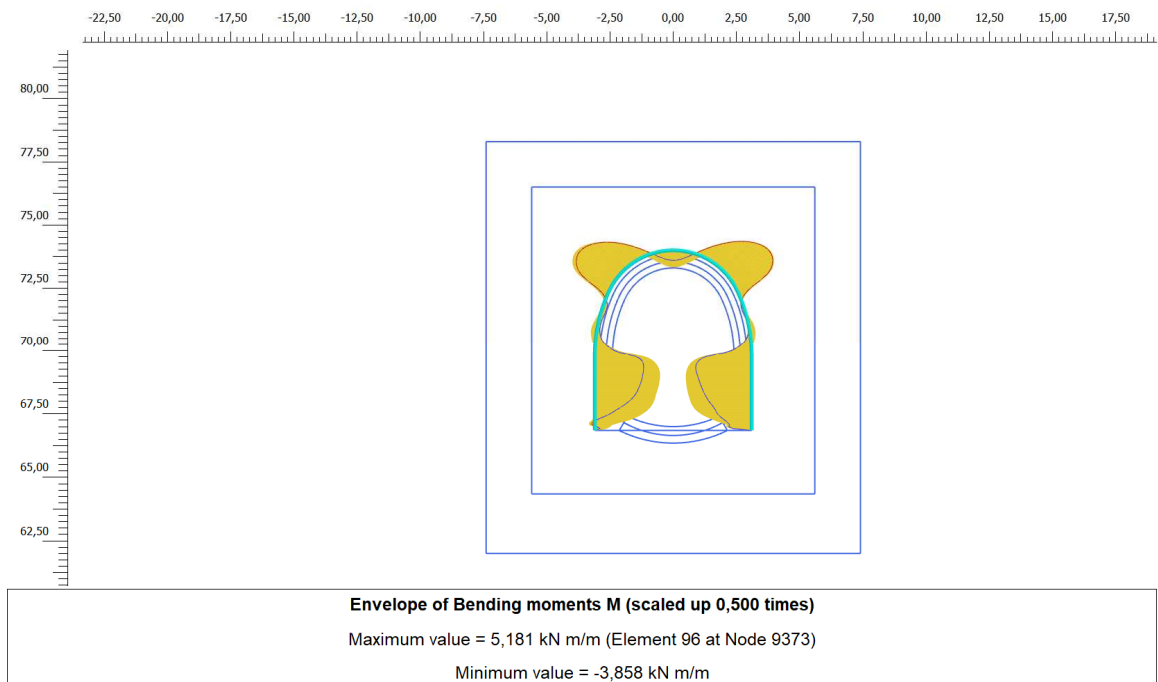 -22,50 -20,00 -17,50 -15,00 -12,50 -10,00 -7,50 -5,00 -2,50 0,00 2,50 5,00 7,50 10,00 12,50 15,00 17,50
80,00
77,50
75,00
72,50
70,00
67,50
65,00
62,50
Envelope of Bending moments M (scaled up 0,500 times)
Maximum value = 5,181 kN m/m (Element 96 at Node 9373)
Minimum value = -3,858 kN m/m